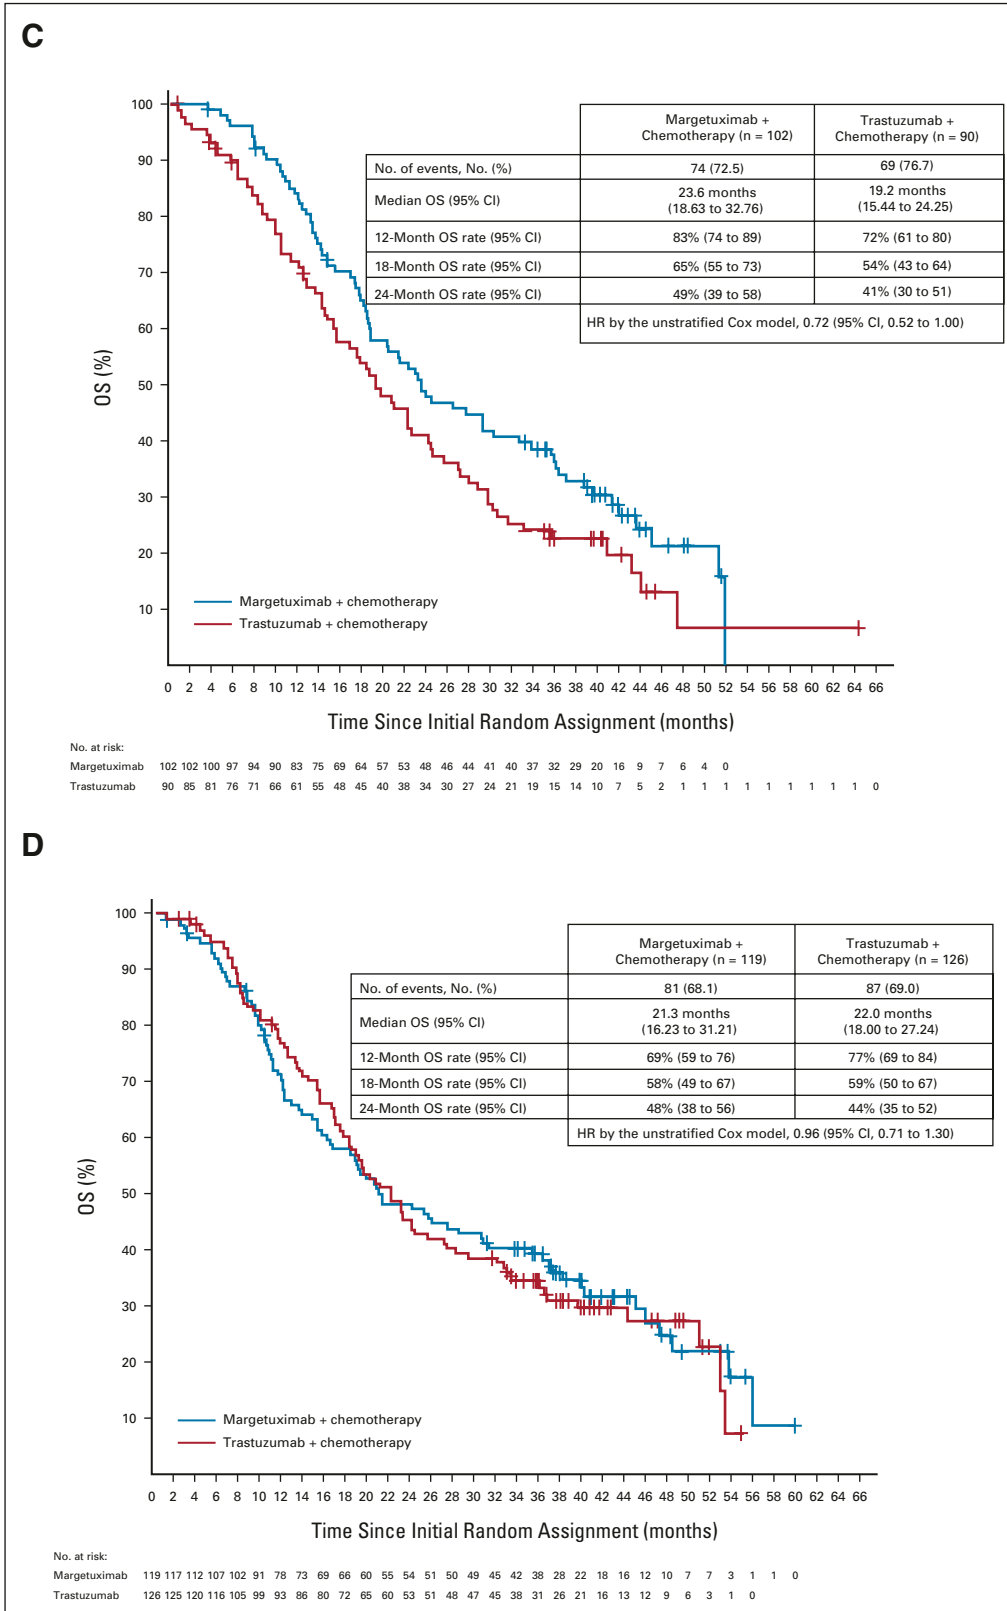 C
Margetuximab + Chemotherapy (n = 102)
Trastuzumab + Chemotherapy (n = 90)
No. of events, No. (%) 74 (72.5) 69 (76.7)
Median OS (95% CI) 23.6 months (18.63 to 32.76) 19.2 months (15.44 to 24.25)
12-Month OS rate (95% CI) 83% (74 to 89) 72% (61 to 80)
18-Month OS rate (95% CI) 65% (55 to 73) 54% (43 to 64)
24-Month OS rate (95% CI) 49% (39 to 58) 41% (30 to 51)
HR by the unstratified Cox model, 0.72 (95% CI, 0.52 to 1.00)
OS (%)
100
90
80
70
60
50
40
30
20
10
Margetuximab + chemotherapy
Trastuzumab + chemotherapy
0 2 4 6 8 10 12 14 16 18 20 22 24 26 28 30 32 34 36 38 40 42 44 46 48 50 52 54 56 58 60 62 64 66
Time Since Initial Random Assignment (months)
No. at risk:
Margetuximab 102 102 100 97 94 90 83 75 69 64 57 53 48 46 44 41 40 37 32 29 20 16 9 7 6 4 0
Trastuzumab 90 85 81 76 71 66 61 55 48 45 40 38 34 30 27 24 21 19 15 14 10 7 5 2 1 1 1 1 1 1 1 1 1 0
D
Margetuximab + Chemotherapy (n = 119)
Trastuzumab + Chemotherapy (n = 126)
No. of events, No. (%) 81 (68.1) 87 (69.0)
Median OS (95% CI) 21.3 months (16.23 to 31.21) 22.0 months (18.00 to 27.24)
12-Month OS rate (95% CI) 69% (59 to 76) 77% (69 to 84)
18-Month OS rate (95% CI) 58% (49 to 67) 59% (50 to 67)
24-Month OS rate (95% CI) 48% (38 to 56) 44% (35 to 52)
HR by the unstratified Cox model, 0.96 (95% CI, 0.71 to 1.30)
OS (%)
100
90
80
70
60
50
40
30
20
10
Margetuximab + chemotherapy
Trastuzumab + chemotherapy
0 2 4 6 8 10 12 14 16 18 20 22 24 26 28 30 32 34 36 38 40 42 44 46 48 50 52 54 56 58 60 62 64 66
Time Since Initial Random Assignment (months)
No. at risk:
Margetuximab 119 117 112 107 102 91 78 73 69 66 60 55 54 51 50 49 45 42 38 28 22 18 16 12 10 7 7 3 1 1 0
Trastuzumab 126 125 120 116 105 99 93 86 80 72 65 60 53 51 48 47 45 38 31 26 21 16 13 12 9 6 3 1 0